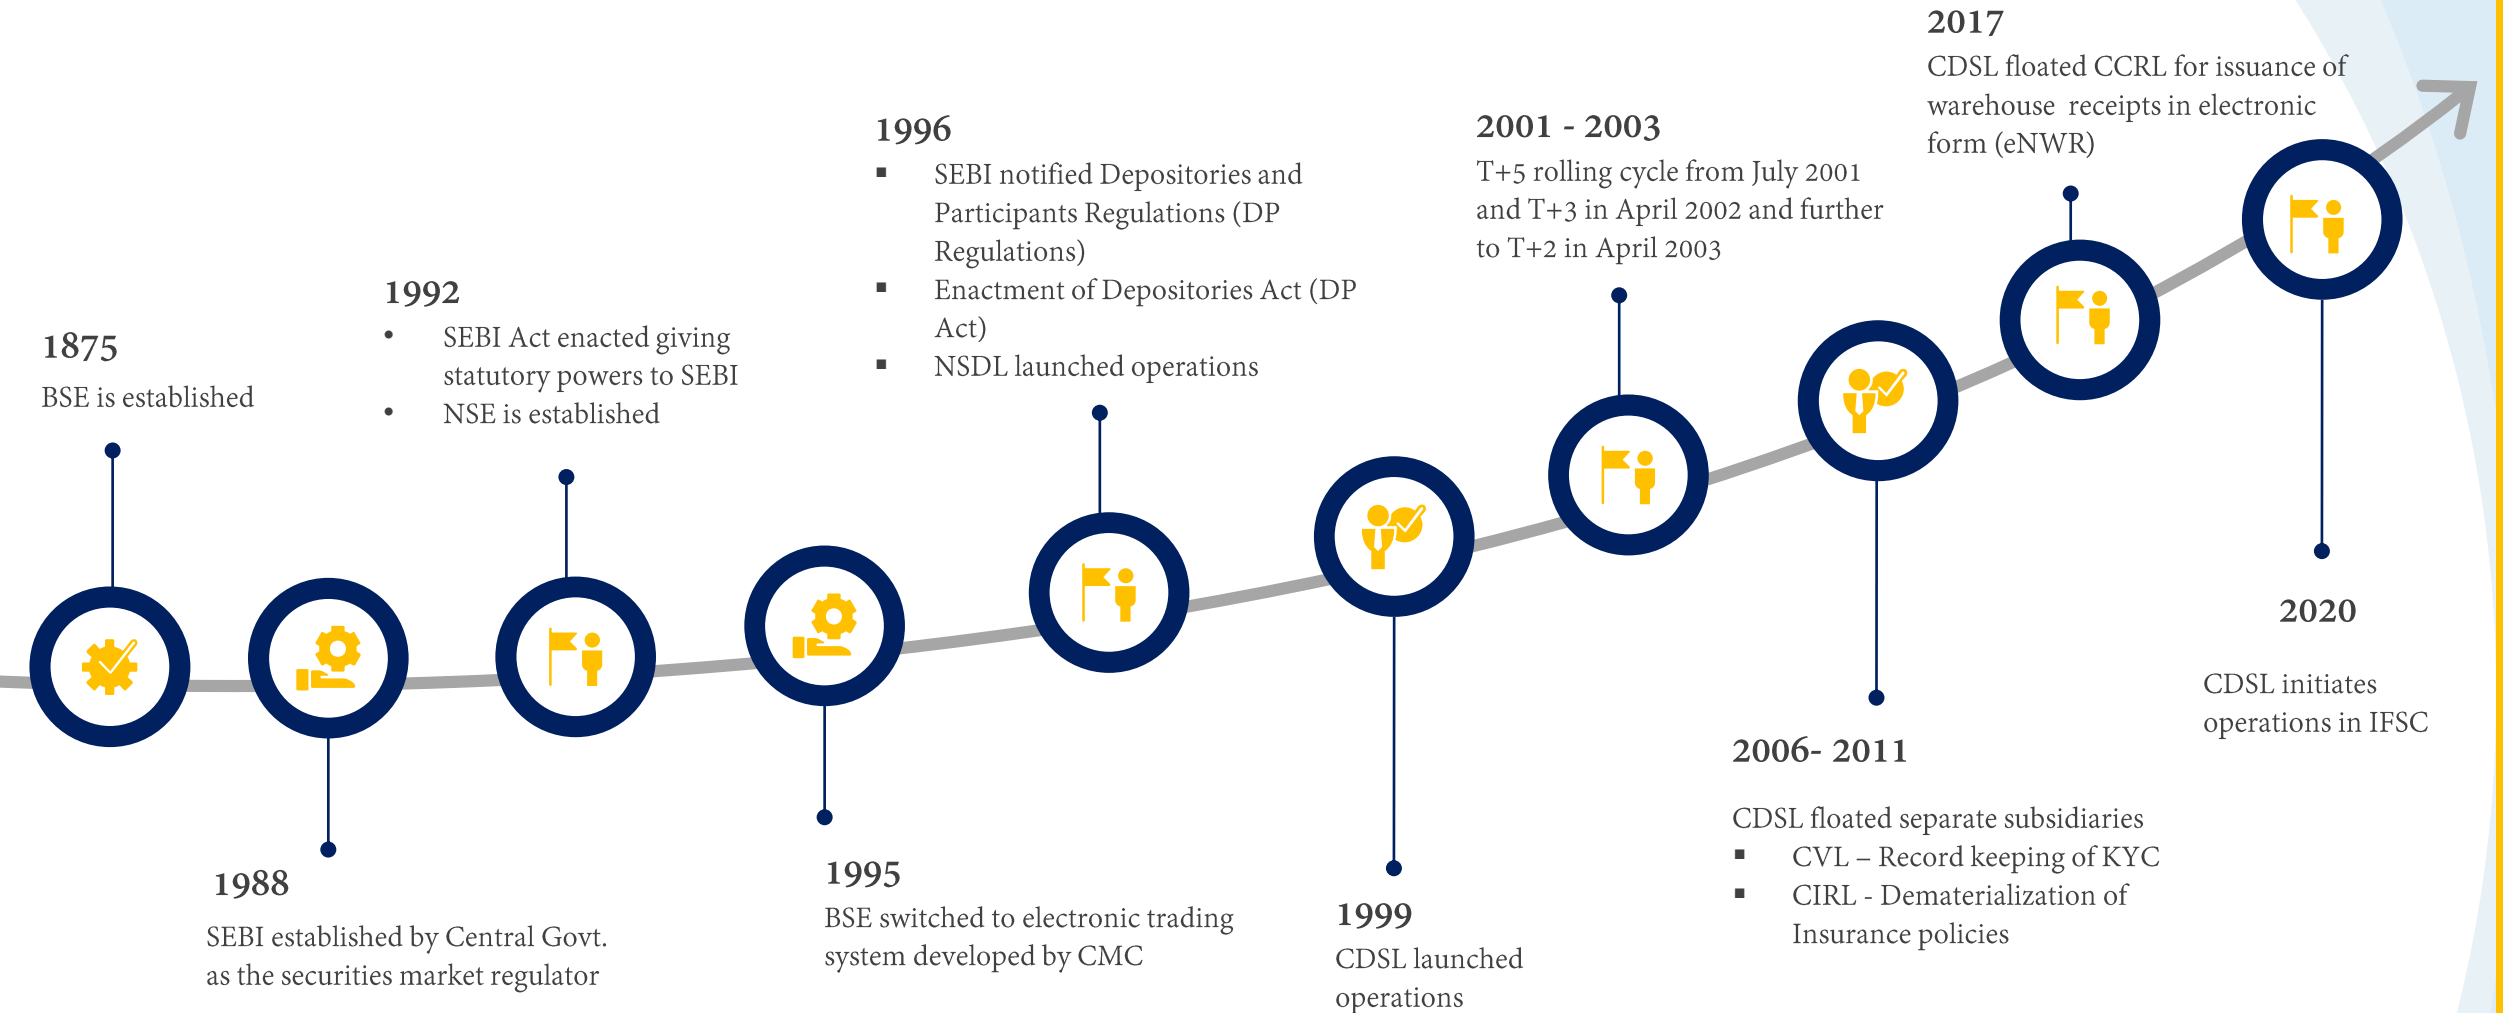 1875
BSE is established
1988
SEBI established by Central Govt.
as the securities market regulator
1992
• SEBI Act enacted giving
statutory powers to SEBI
• NSE is established
1995
BSE switched to electronic trading
system developed by CMC
1996
▪ SEBI notified Depositories and
Participants Regulations (DP
Regulations)
▪ Enactment of Depositories Act (DP
Act)
▪ NSDL launched operations
1999
CDSL launched
operations
2001 - 2003
T+5 rolling cycle from July 2001
and T+3 in April 2002 and further
to T+2 in April 2003
2006- 2011
CDSL floated separate subsidiaries
▪ CVL – Record keeping of KYC
▪ CIRL - Dematerialization of
Insurance policies
2017
CDSL floated CCRL for issuance of
warehouse  receipts in electronic
form (eNWR)
2020
CDSL initiates
operations in IFSC